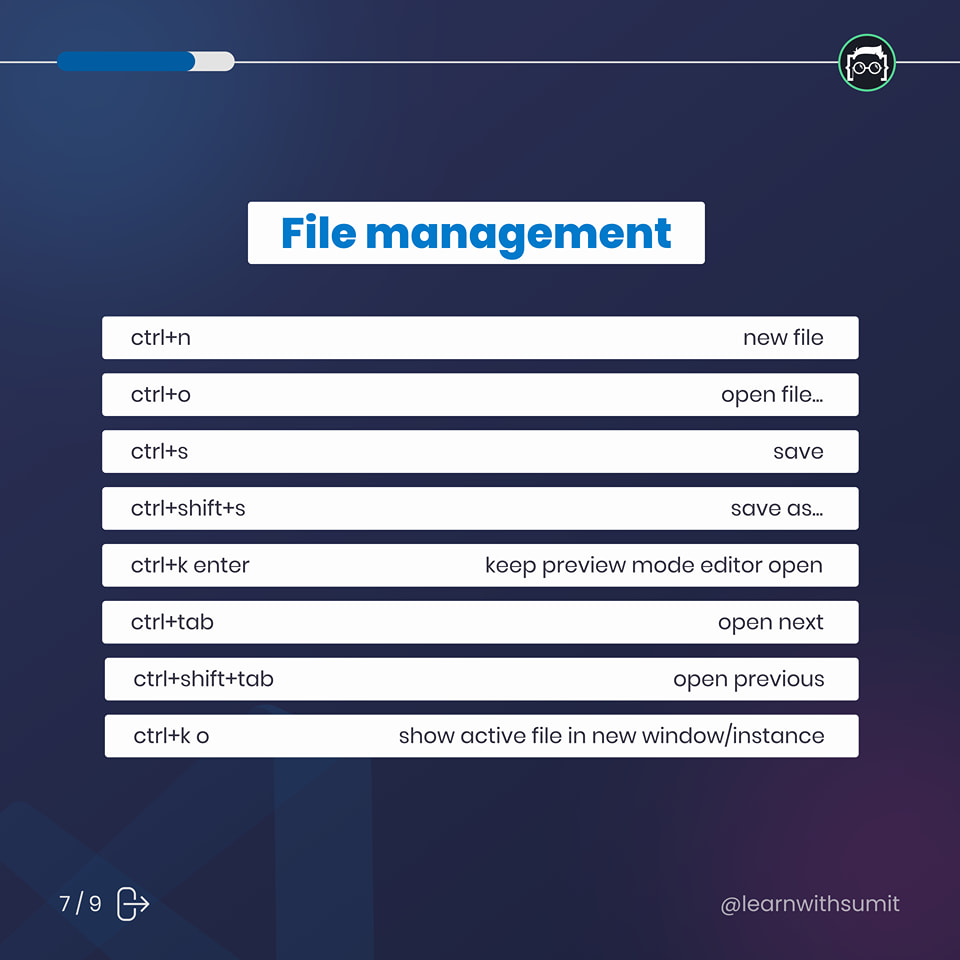 File management
ctrl+n new file
ctrl+o open file...
ctrl+s save
ctrl+shift+s save as...
ctrl+k enter keep preview mode editor open
ctrl+tab open next
ctrl+shift+tab open previous
ctrl+k o show active file in new window/instance
7 / 9 @learnwithsumit